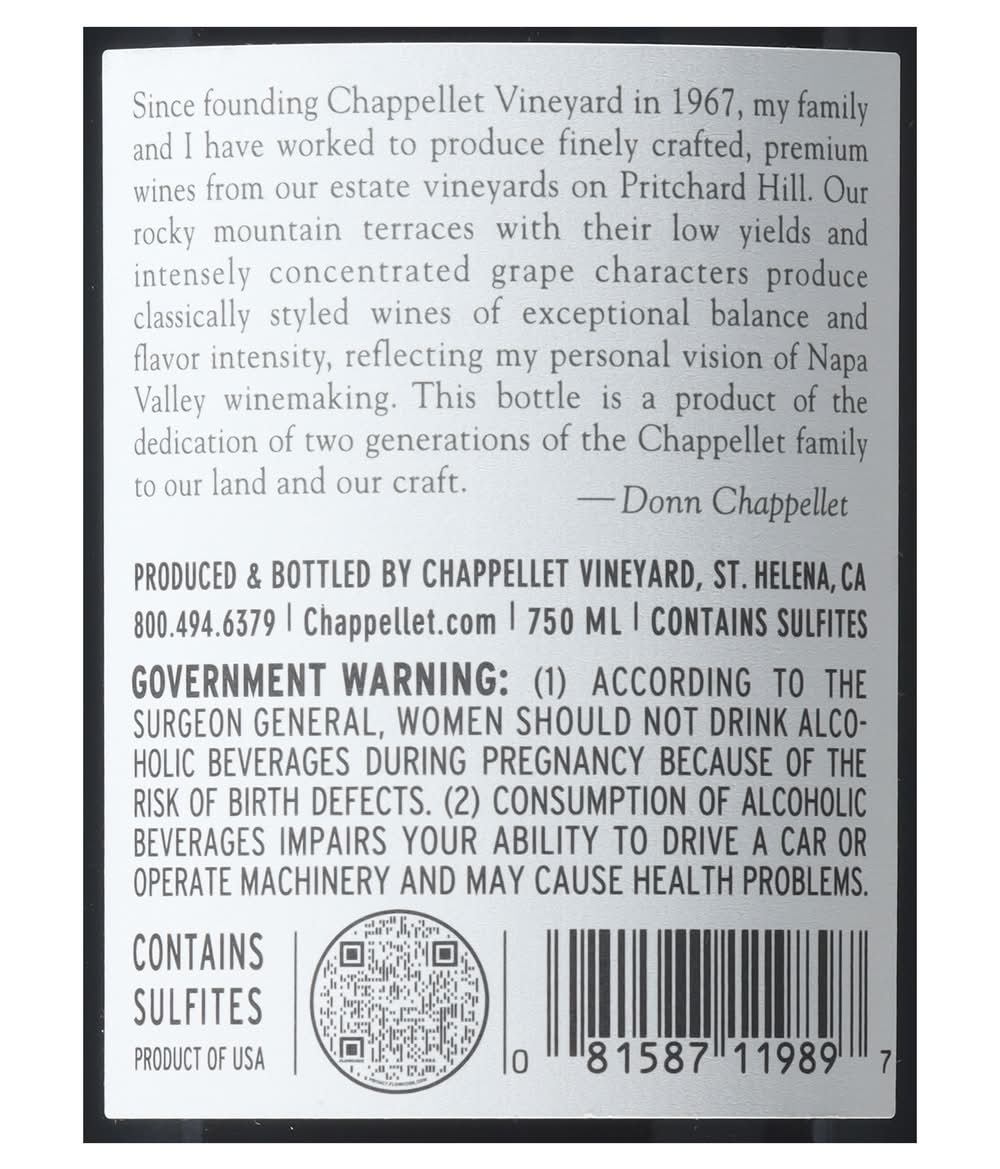 Since founding Chappellet Vineyard in 1967, my family
and I have worked to produce finely crafted, premium
wines from our estate vineyards on Pritchard Hill. Our
rocky mountain terraces with their low yields and
intensely concentrated grape characters produce
classically styled wines of exceptional balance and
flavor intensity, reflecting my personal vision of Napa
Valley winemaking. This bottle is a product of the
dedication of two generations of the Chappellet family
to our land and our craft.
—Donn Chappellet
PRODUCED & BOTTLED BY CHAPPELLET VINEYARD, ST. HELENA, CA
800.494.6379 | Chappellet.com | 750 ML | CONTAINS SULFITES
GOVERNMENT WARNING: (1) ACCORDING TO THE
SURGEON GENERAL, WOMEN SHOULD NOT DRINK ALCO-
HOLIC BEVERAGES DURING PREGNANCY BECAUSE OF THE
RISK OF BIRTH DEFECTS. (2) CONSUMPTION OF ALCOHOLIC
BEVERAGES IMPAIRS YOUR ABILITY TO DRIVE A CAR OR
OPERATE MACHINERY AND MAY CAUSE HEALTH PROBLEMS.
CONTAINS
SULFITES
PRODUCT OF USA
0 81587 11989 7